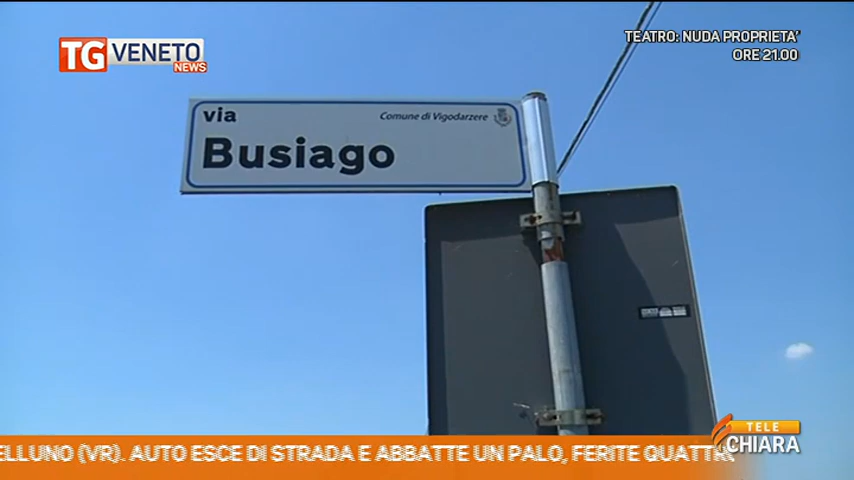 TG VENETO
NEWS
TEATRO: NUDA PROPRIETA'
ORE 21.00
via
Comune di Vigodarzere
Busiago
TELE
CHIARA
ELLUNO (VR). AUTO ESCE DI STRADA E ABBATTE UN PALO, FERITE QUATTR